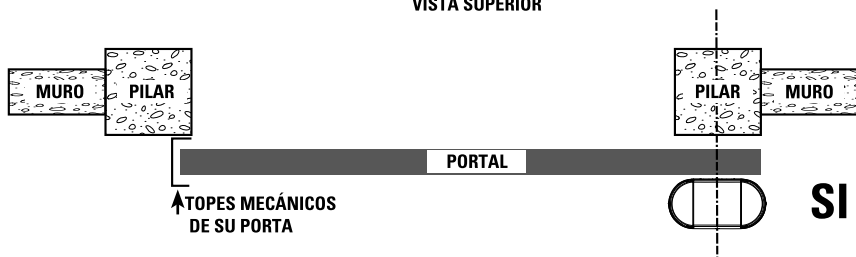 VISTA SUPERIOR
MURO PILAR PILAR MURO
PORTAL
TOPES MECÁNICOS
DE SU PORTA
SI